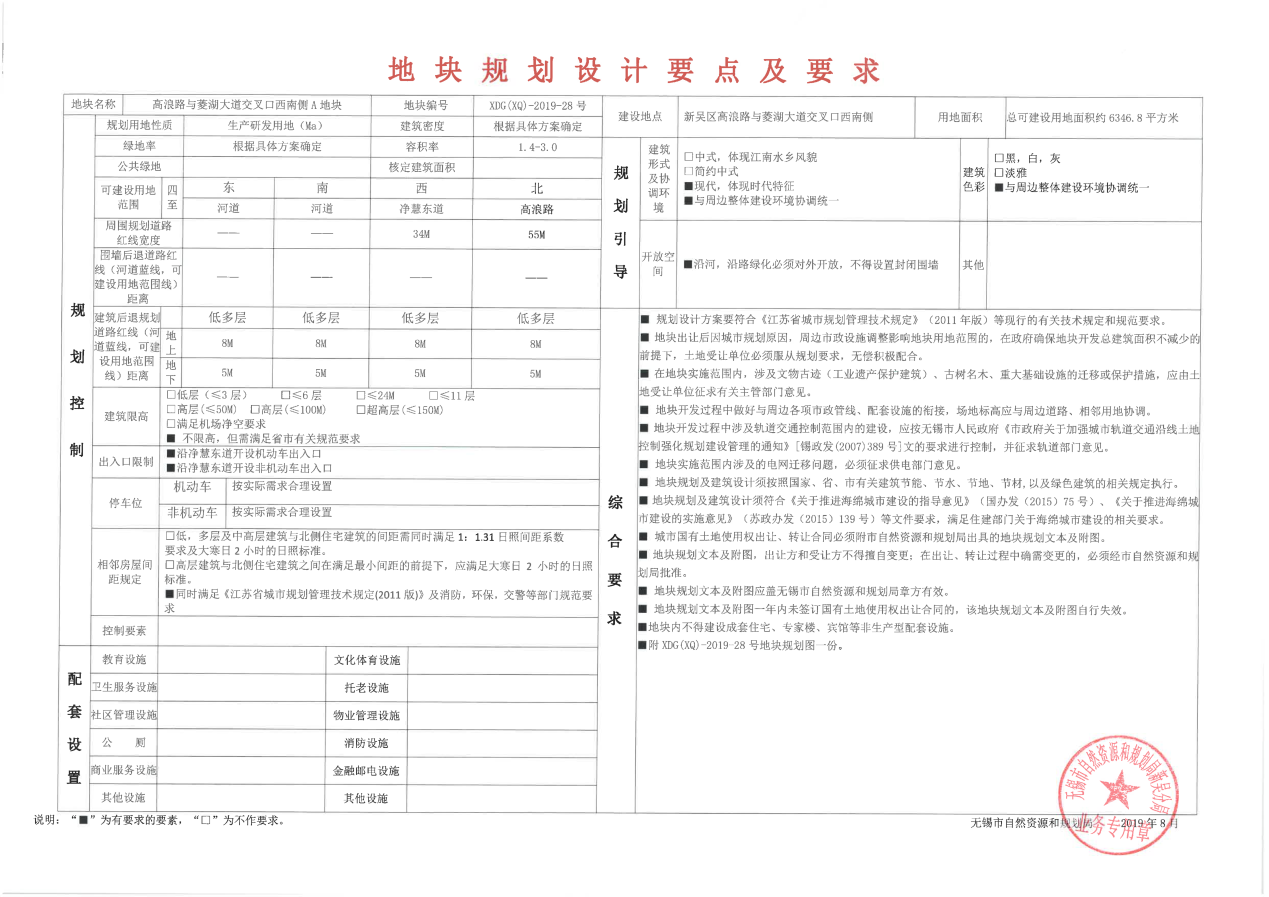 地块规划设计要点及要求
地块名称 高浪路与菱湖大道交叉口西南侧 A 地块 地块编号 XDG(XQ)-2019-28 号 建设地点 新吴区高浪路与菱湖大道交叉口西南侧 用地面积 总可建设用地面积约 6346.8 平方米
规划控制
规划用地性质 生产研发用地（Ma） 建筑密度 根据具体方案确定
绿地率 根据具体方案确定 容积率 1.4-3.0
公共绿地 核定建筑面积
可建设用地
范围
四至
东 南 西 北
河道 河道 净慧东道 高浪路
周围规划道路
红线宽度
—— —— 34M 55M
围墙后退道路红
线（河道蓝线，可
建设用地范围线）
距离
—— —— —— ——
建筑后退规划
道路红线（河
道蓝线，可建
设用地范围
线）距离
低多层 低多层 低多层 低多层
地上 8M 8M 8M 8M
地下 5M 5M 5M 5M
建筑限高
□低层（≤3 层） □≤6 层 □≤24M □≤11 层
□高层(≤50M) □高层(≤100M) □超高层(≤150M)
□满足机场净空要求
■ 不限高，但需满足省市有关规范要求
出入口限制
■沿净慧东道开设机动车出入口
■沿净慧东道开设非机动车出入口
停车位
机动车 按实际需求合理设置
非机动车 按实际需求合理设置
相邻房屋间
距规定
□低，多层及中高层建筑与北侧住宅建筑的间距需同时满足 1：1.31 日照间距系数
要求及大寒日 2 小时的日照标准。
□高层建筑与北侧住宅建筑之间在满足最小间距的前提下，应满足大寒日 2 小时的日照
标准。
■同时满足《江苏省城市规划管理技术规定(2011 版)》及消防，环保，交警等部门规范要
求
控制要素
配套设置
教育设施 文化体育设施
卫生服务设施 托老设施
社区管理设施 物业管理设施
公 厕 消防设施
商业服务设施 金融邮电设施
其他设施 其他设施
规划引导
建筑
形式
及协
调环
境
□中式，体现江南水乡风貌
□简约中式
■现代，体现时代特征
■与周边整体建设环境协调统一
建筑
色彩
□黑，白，灰
□淡雅
■与周边整体建设环境协调统一
开放空
间
■沿河，沿路绿化必须对外开放，不得设置封闭围墙
其他
综合要求
■ 规划设计方案要符合《江苏省城市规划管理技术规定》（2011 年版）等现行的有关技术规定和规范要求。
■ 地块出让后因城市规划原因，周边市政设施调整影响地块用地范围的，在政府确保地块开发总建筑面积不减少的
前提下，土地受让单位必须服从规划要求，无偿积极配合。
■ 在地块实施范围内，涉及文物古迹（工业遗产保护建筑）、古树名木、重大基础设施的迁移或保护措施，应由土
地受让单位征求有关主管部门意见。
■ 地块开发过程中做好与周边各项市政管线、配套设施的衔接，场地标高应与周边道路、相邻用地协调。
■ 地块开发过程中涉及轨道交通控制范围内的建设，应按无锡市人民政府《市政府关于加强城市轨道交通沿线土地
控制强化规划建设管理的通知》[锡政发(2007)389 号]文的要求进行控制，并征求轨道部门意见。
■ 地块实施范围内涉及的电网迁移问题，必须征求供电部门意见。
■ 地块规划及建筑设计须按照国家、省、市有关建筑节能、节水、节地、节材,以及绿色建筑的相关规定执行。
■ 地块规划及建筑设计须符合《关于推进海绵城市建设的指导意见》（国办发（2015）75 号）、《关于推进海绵城
市建设的实施意见》（苏政办发（2015）139 号）等文件要求，满足住建部门关于海绵城市建设的相关要求。
■ 城市国有土地使用权出让、转让合同必须附市自然资源和规划局出具的地块规划文本及附图。
■ 地块规划文本及附图，出让方和受让方不得擅自变更；在出让、转让过程中确需变更的，必须经市自然资源和规
划局批准。
■ 地块规划文本及附图应盖无锡市自然资源和规划局章方有效。
■ 地块规划文本及附图一年内未签订国有土地使用权出让合同的，该地块规划文本及附图自行失效。
■地块内不得建设成套住宅、专家楼、宾馆等非生产型配套设施。
■附 XDG(XQ)-2019-28 号地块规划图一份。
说明：“■”为有要求的要素，“□”为不作要求。
无锡市自然资源和规划局 2019 年 8 月
无锡市自然资源和规划局新吴分局
业务专用章